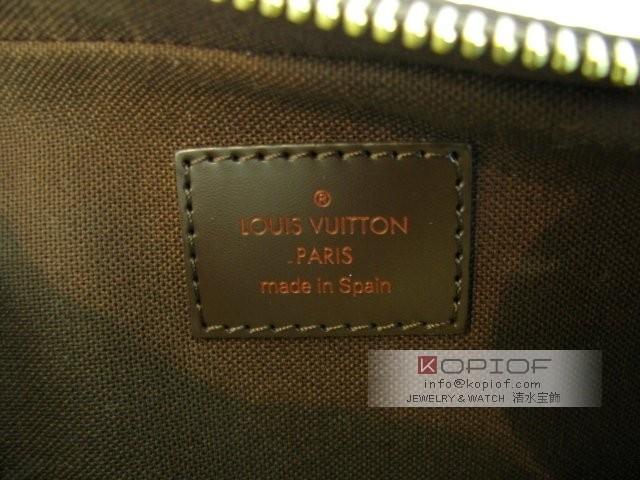 ®
LOUIS VUITTON
PARIS
made in Spain
KOPIOF
info@kopiof.com
JEWELRY & WATCH 清水宝飾